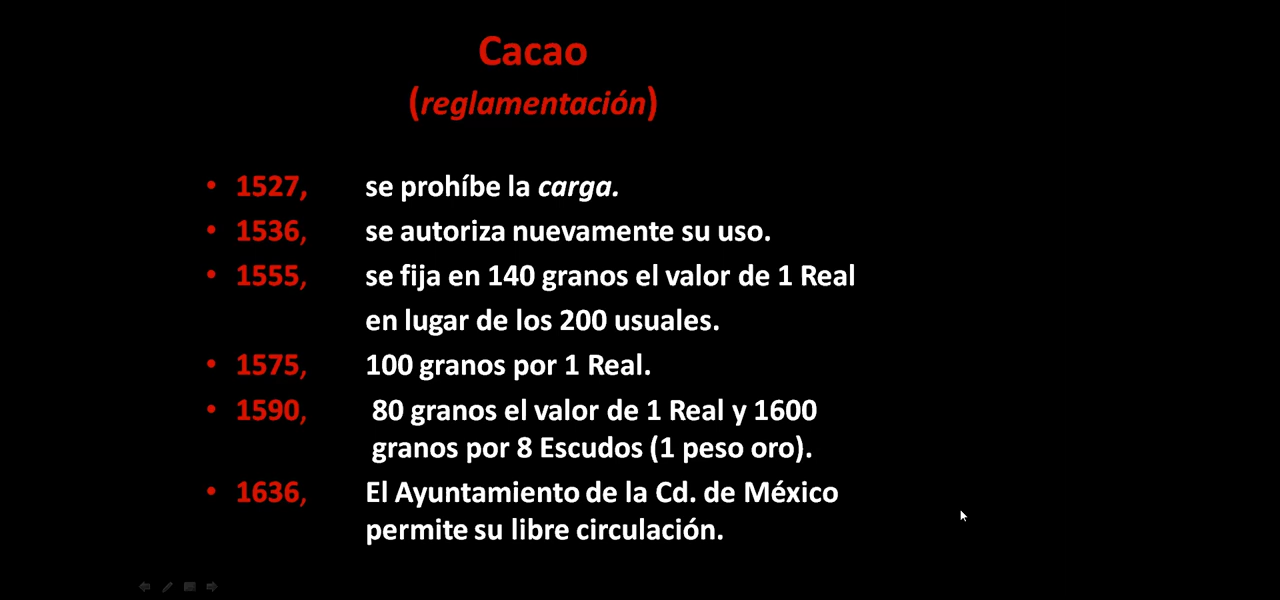 Cacao
(reglamentación)
• 1527, se prohíbe la carga.
• 1536, se autoriza nuevamente su uso.
• 1555, se fija en 140 granos el valor de 1 Real
en lugar de los 200 usuales.
• 1575, 100 granos por 1 Real.
• 1590, 80 granos el valor de 1 Real y 1600
granos por 8 Escudos (1 peso oro).
• 1636, El Ayuntamiento de la Cd. de México
permite su libre circulación.